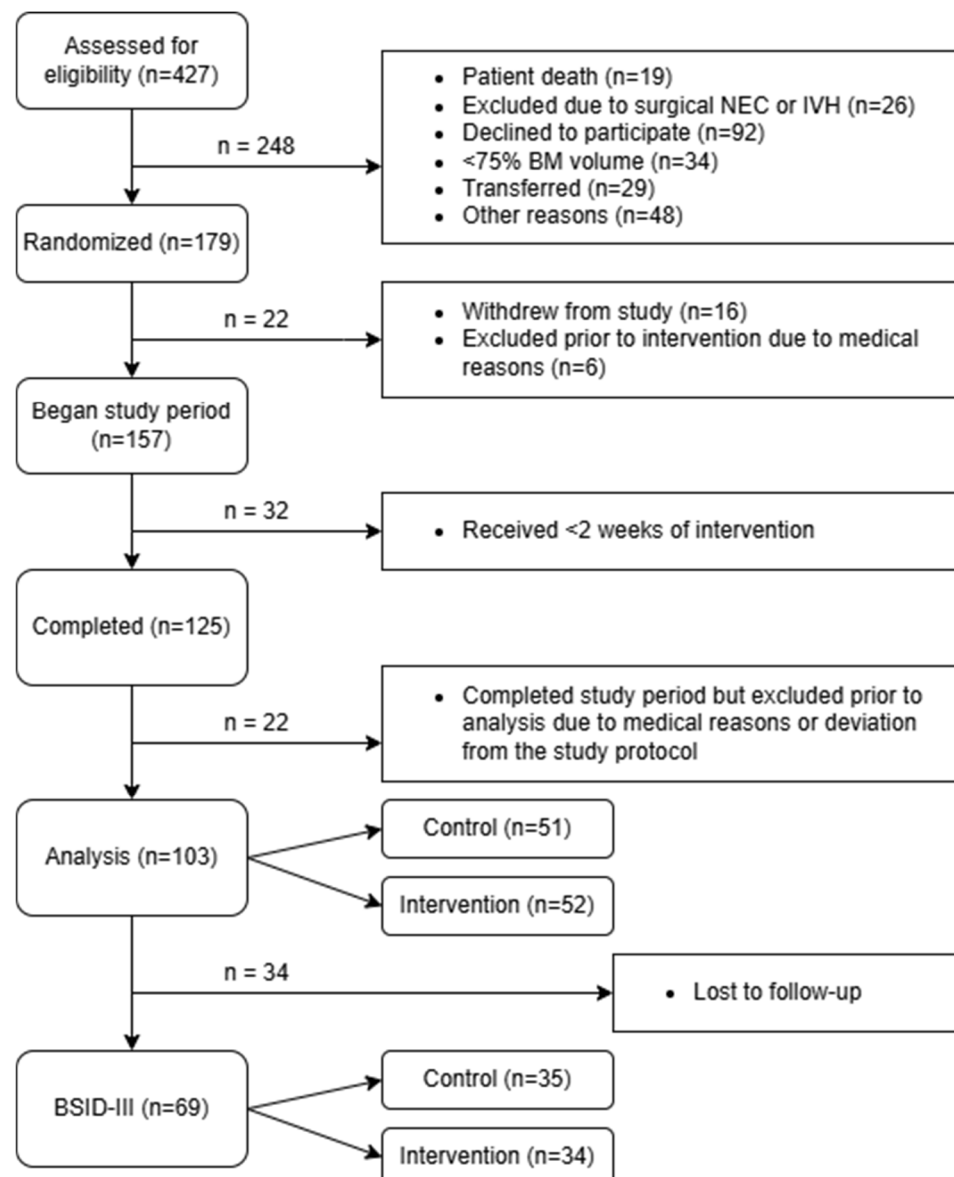 Assessed for
eligibility (n=427)
n = 248
• Patient death (n=19)
• Excluded due to surgical NEC or IVH (n=26)
• Declined to participate (n=92)
• <75% BM volume (n=34)
• Transferred (n=29)
• Other reasons (n=48)
Randomized (n=179)
n = 22
• Withdrew from study (n=16)
• Excluded prior to intervention due to medical
reasons (n=6)
Began study period
(n=157)
n = 32
• Received <2 weeks of intervention
Completed (n=125)
n = 22
• Completed study period but excluded prior to
analysis due to medical reasons or deviation
from the study protocol
Analysis (n=103)
Control (n=51)
Intervention (n=52)
n = 34
• Lost to follow-up
BSID-III (n=69)
Control (n=35)
Intervention (n=34)